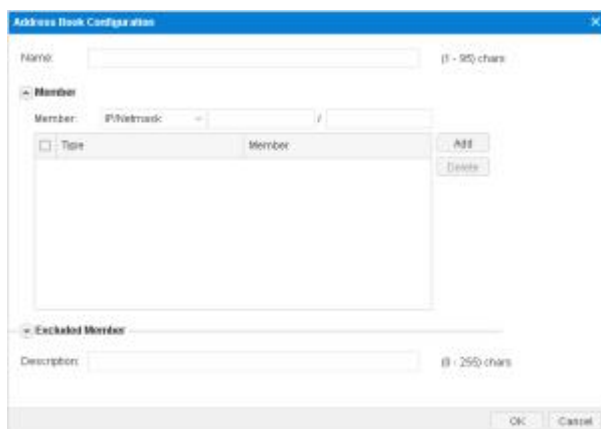 Address Book Configuration
Name: (1 - 95) chars
Member
Member: IP/Netmask /
Type Member Add
Delete
Excluded Member
Description: (0 - 255) chars
OK Cancel